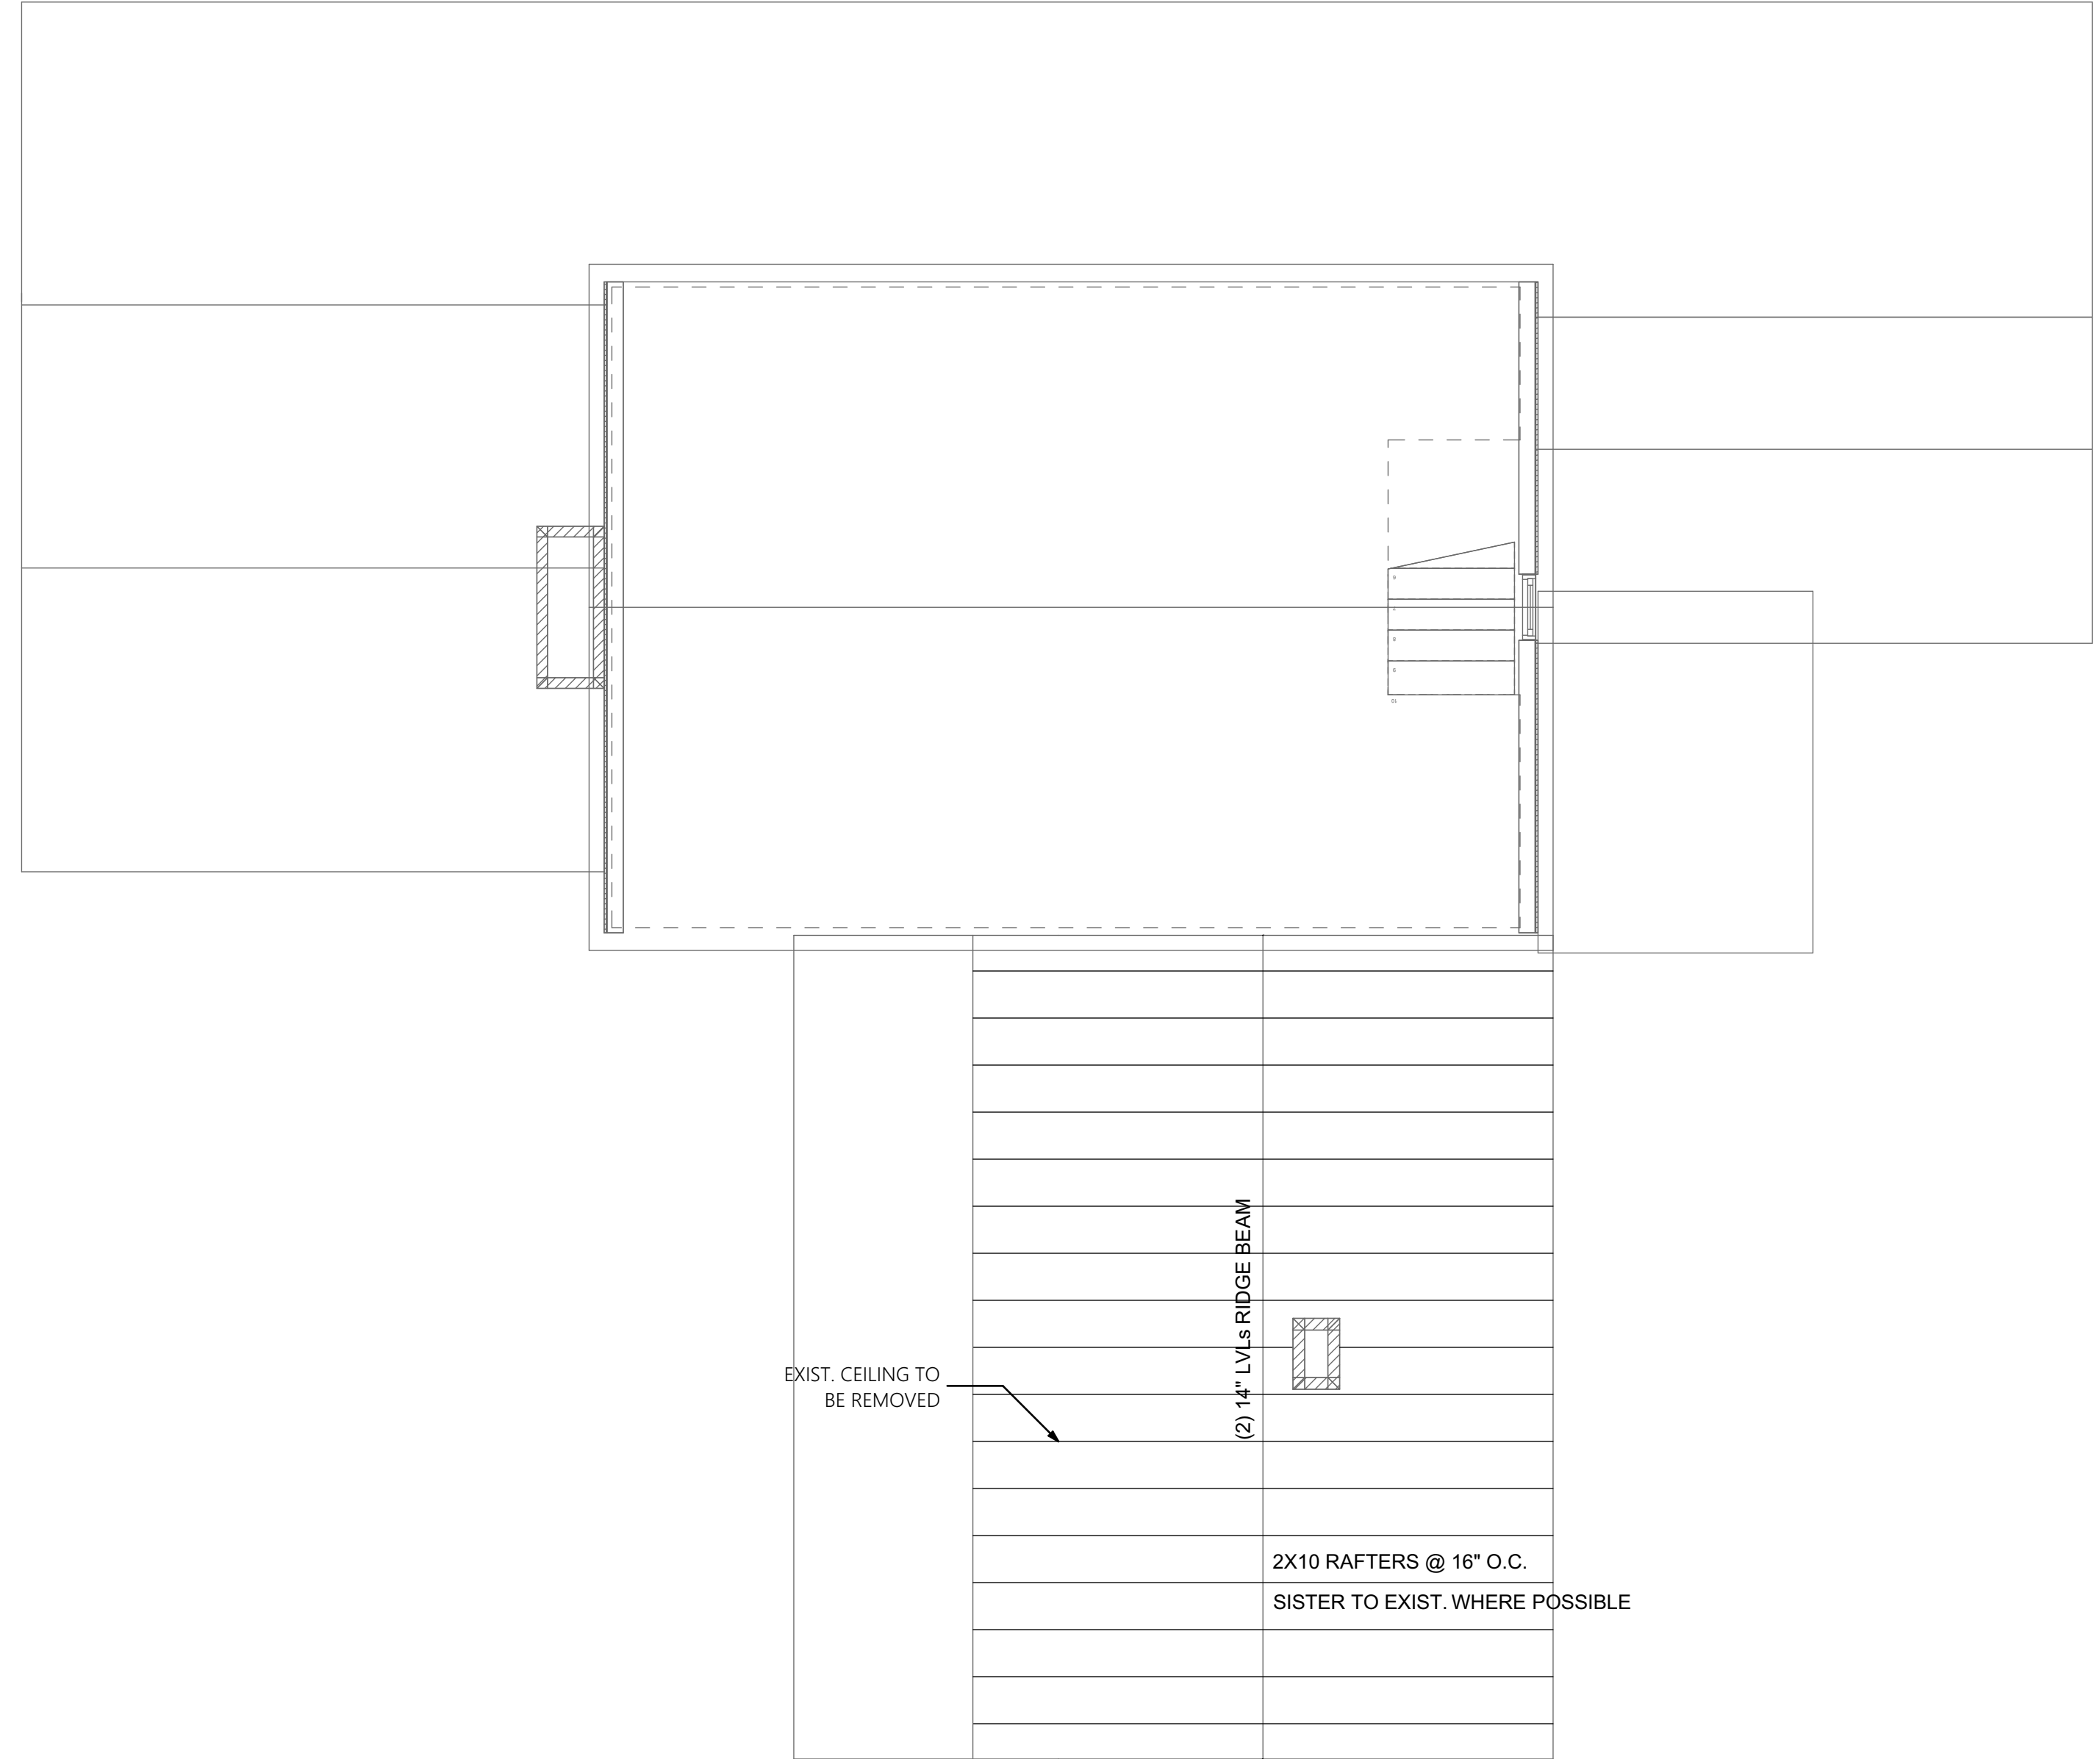 (2) 14" LVLs RIDGE BEAM
EXIST. CEILING TO
BE REMOVED
2X10 RAFTERS @ 16" O.C.
SISTER TO EXIST. WHERE POSSIBLE